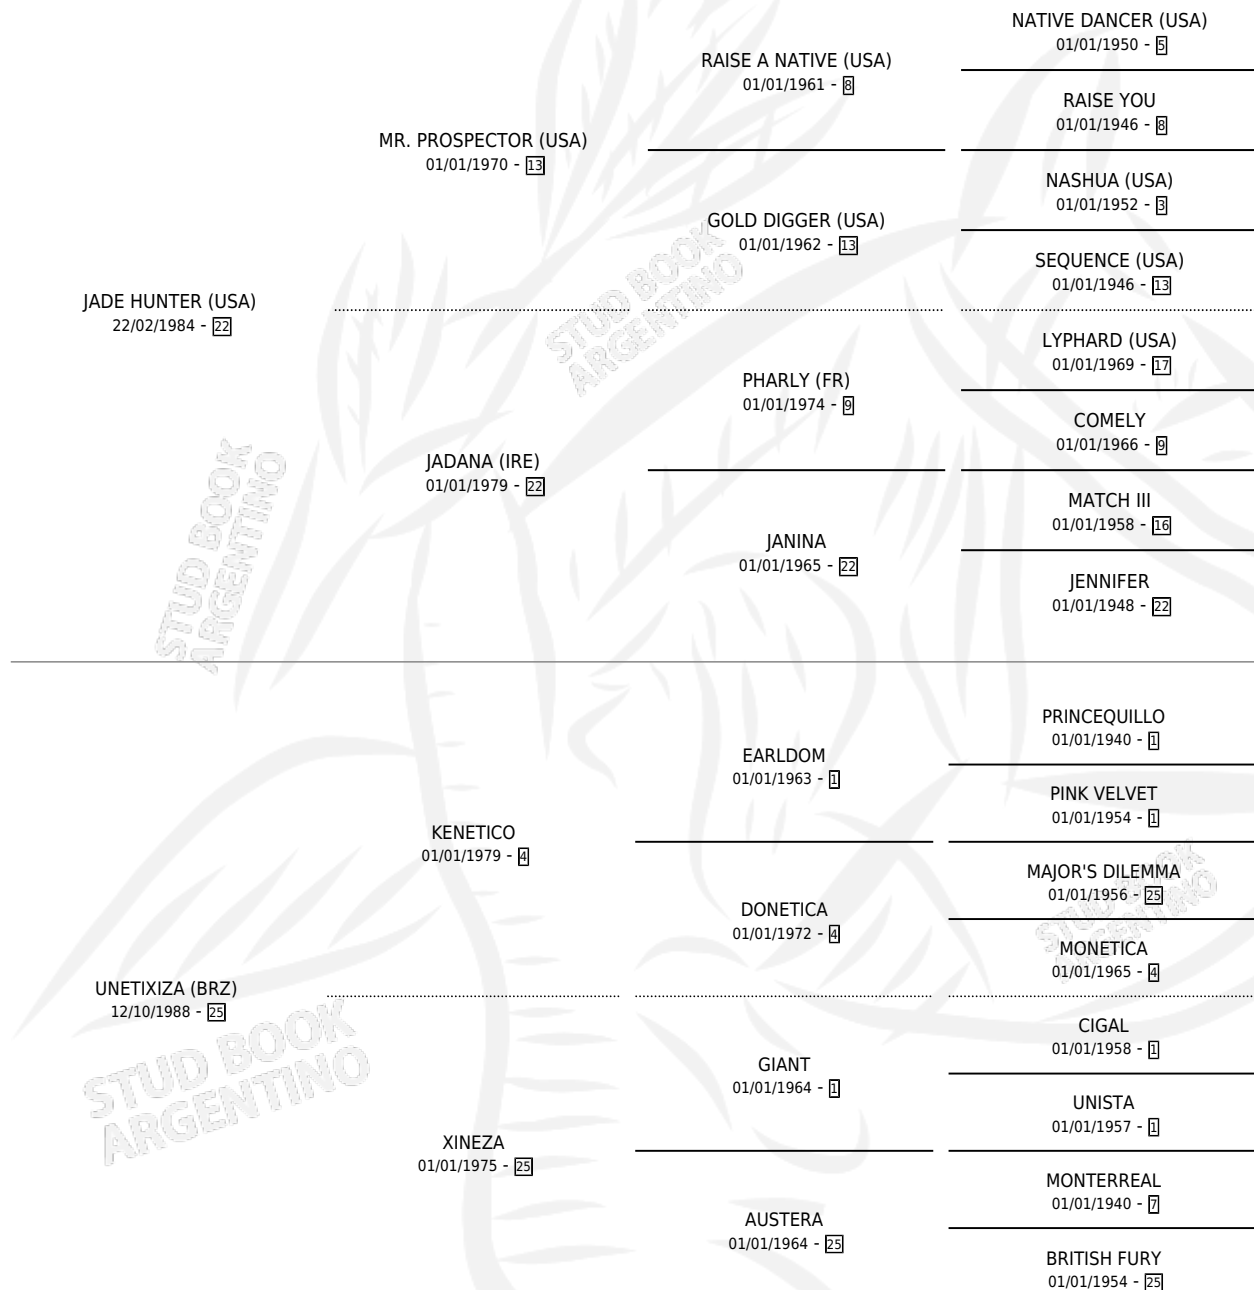 NATIVE DANCER (USA)
01/01/1950 - 5
RAISE A NATIVE (USA)
01/01/1961 - 8
RAISE YOU
01/01/1946 - 8
MR. PROSPECTOR (USA)
01/01/1970 - 13
NASHUA (USA)
01/01/1952 - 3
GOLD DIGGER (USA)
01/01/1962 - 13
SEQUENCE (USA)
01/01/1946 - 13
JADE HUNTER (USA)
22/02/1984 - 22
STUD BOOK
ARGENTINO
LYPHARD (USA)
01/01/1969 - 17
PHARLY (FR)
01/01/1974 - 9
COMELY
01/01/1966 - 9
JADANA (IRE)
01/01/1979 - 22
MATCH III
01/01/1958 - 16
JANINA
01/01/1965 - 22
JENNIFER
01/01/1948 - 22
STUD BOOK
ARGENTINO
PRINCEQUILLO
01/01/1940 - 1
EARLDOM
01/01/1963 - 1
PINK VELVET
01/01/1954 - 1
KENETICO
01/01/1979 - 4
MAJOR'S DILEMMA
01/01/1956 - 25
DONETICA
01/01/1972 - 4
MONETICA
01/01/1965 - 4
STUD BOOK
ARGENTINO
UNETIXIZA (BRZ)
12/10/1988 - 25
CIGAL
01/01/1958 - 1
GIANT
01/01/1964 - 1
UNISTA
01/01/1957 - 1
STUD BOOK
ARGENTINO
XINEZA
01/01/1975 - 25
MONTERREAL
01/01/1940 - 7
AUSTERA
01/01/1964 - 25
BRITISH FURY
01/01/1954 - 25